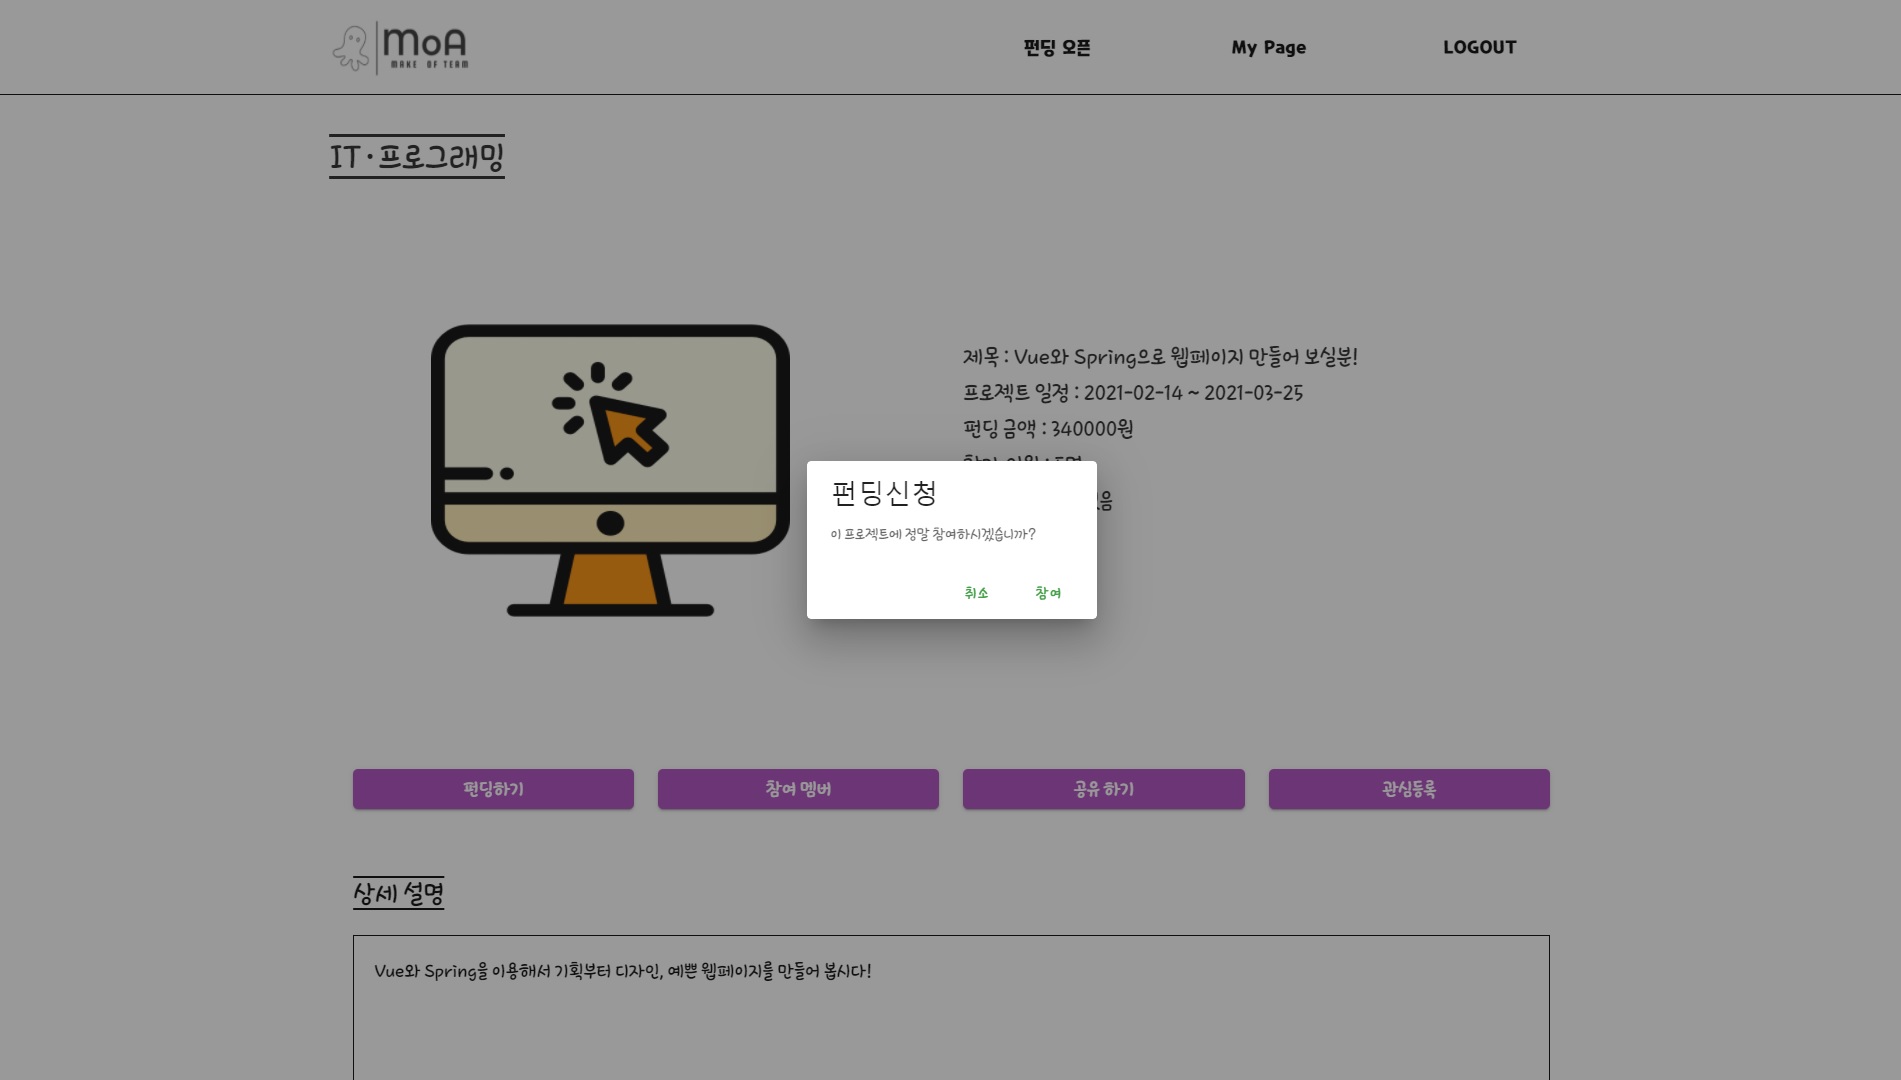 MoA
MAKE OF TEAM
펀딩 오픈
My Page
LOGOUT
IT · 프로그래밍
제목 : Vue와 Spring으로 웹페이지 만들어 보실분!
프로젝트 일정 : 2021-02-14 ~ 2021-03-25
펀딩 금액 : 340000원
펀딩신청
이 프로젝트에 정말 참여하시겠습니까?
취소
참여
펀딩하기
참여 멤버
공유 하기
관심등록
상세 설명
Vue와 Spring을 이용해서 기획부터 디자인, 예쁜 웹페이지를 만들어 봅시다!